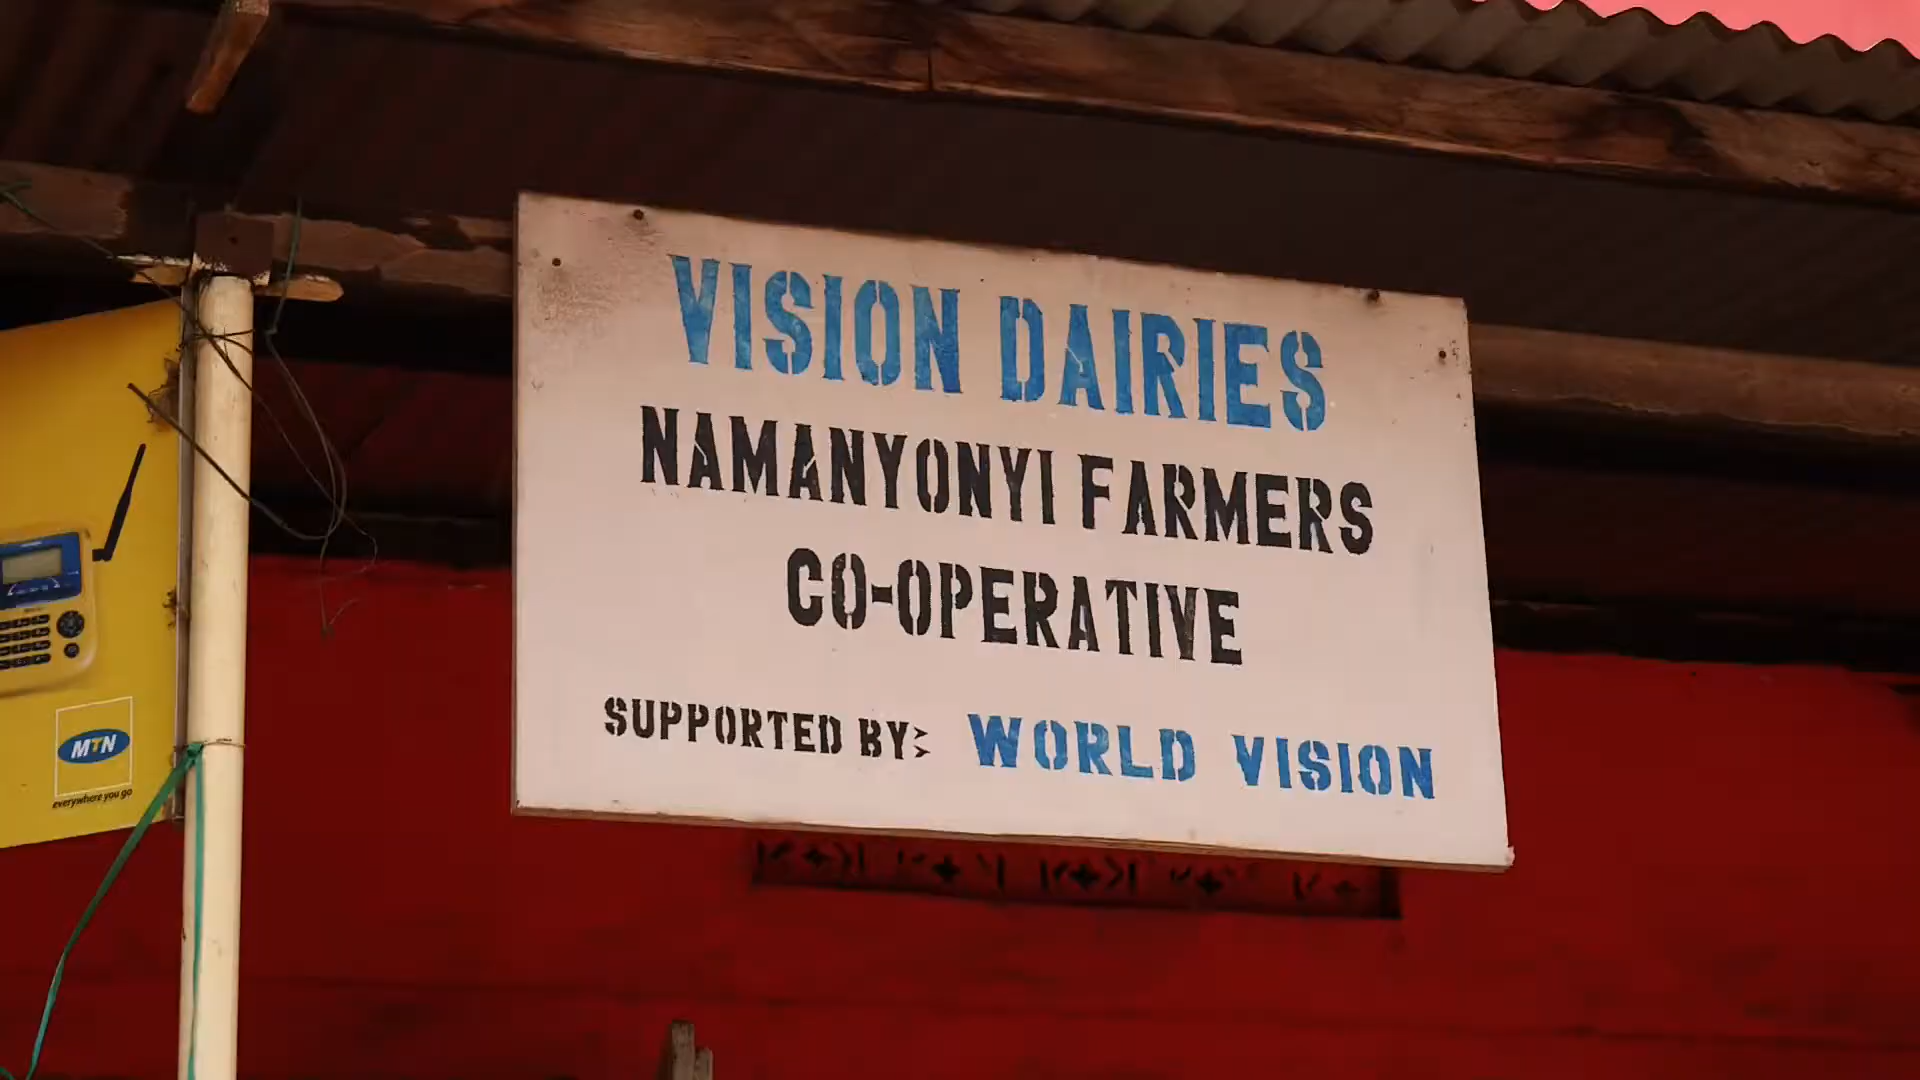 VISION DAIRIES
NAMANYONYI FARMERS
CO-OPERATIVE
SUPPORTED BY: WORLD VISION
MTN
everywhere you go